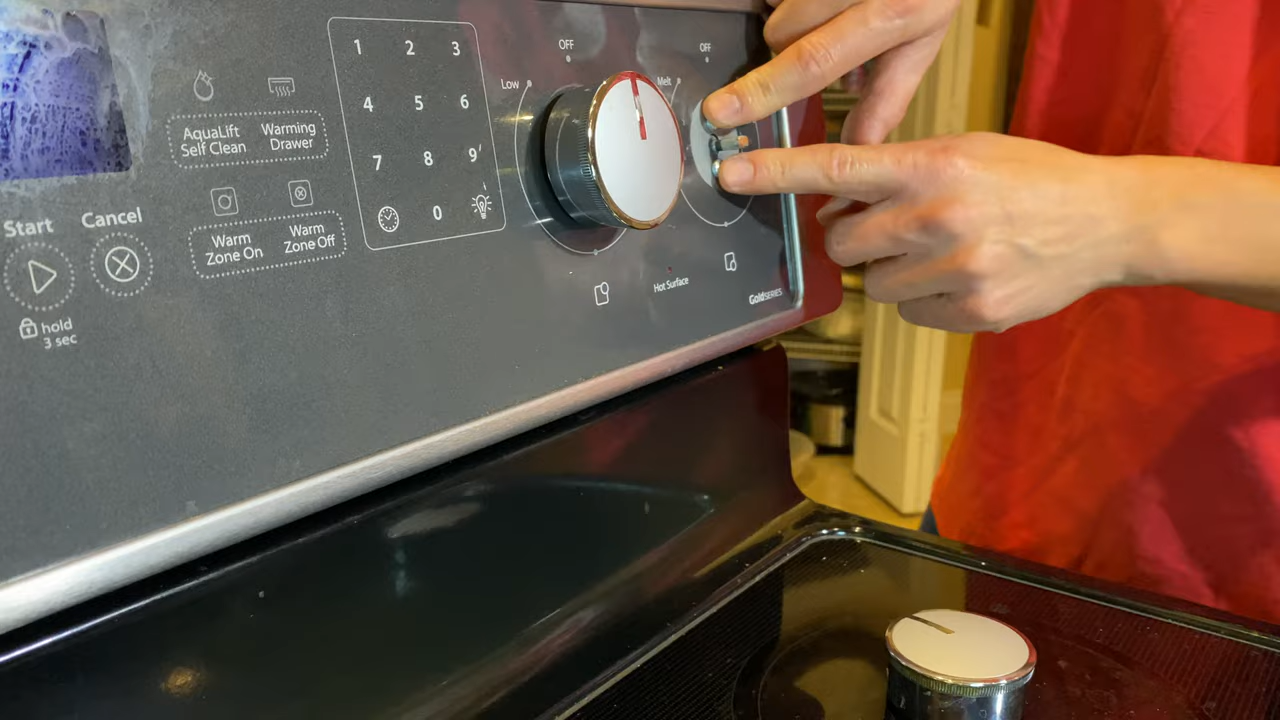 1 2 3
4 5 6
7 8 9
0
OFF
OFF
Low
Melt
AquaLift
Self Clean
Warming
Drawer
Warm
Zone On
Warm
Zone Off
Start
Cancel
hold
3 sec
Hot Surface
GoldSERIES